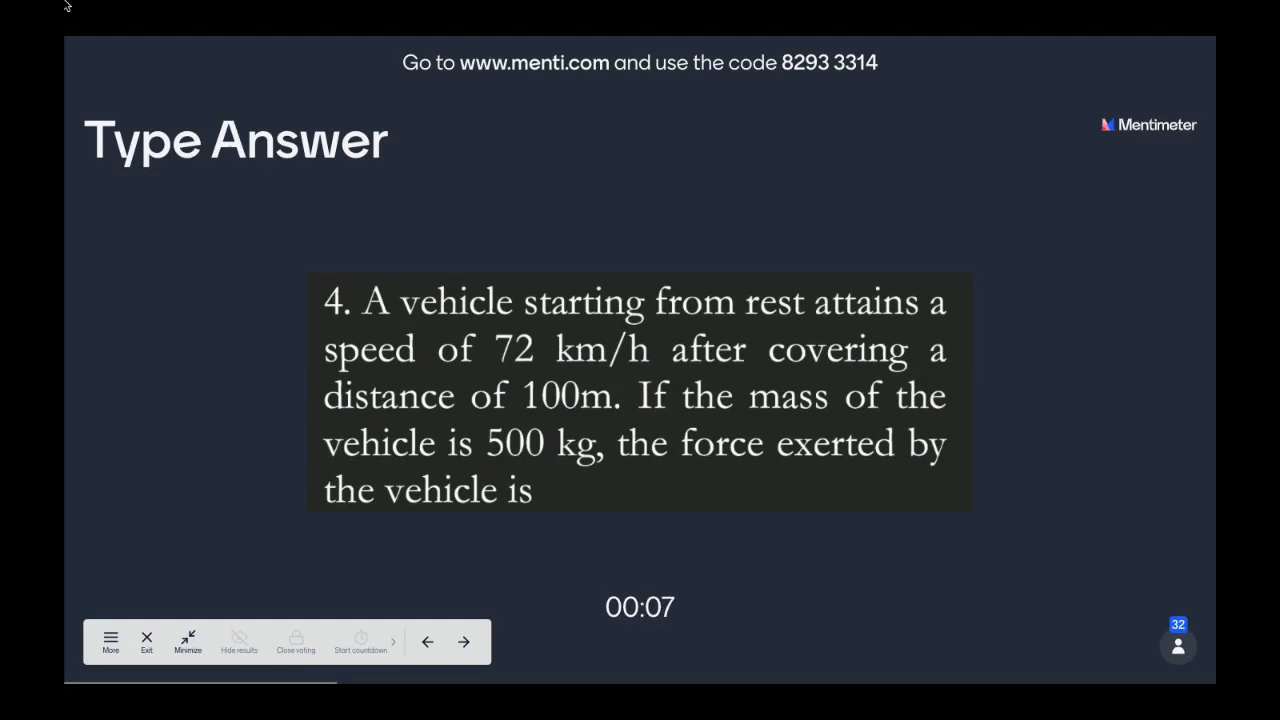 Go to www.menti.com and use the code 8293 3314
Type Answer
Mentimeter
4. A vehicle starting from rest attains a
speed of 72 km/h after covering a
distance of 100m. If the mass of the
vehicle is 500 kg, the force exerted by
the vehicle is
00:07
32
More Exit Minimize Hide results Close voting Start countdown